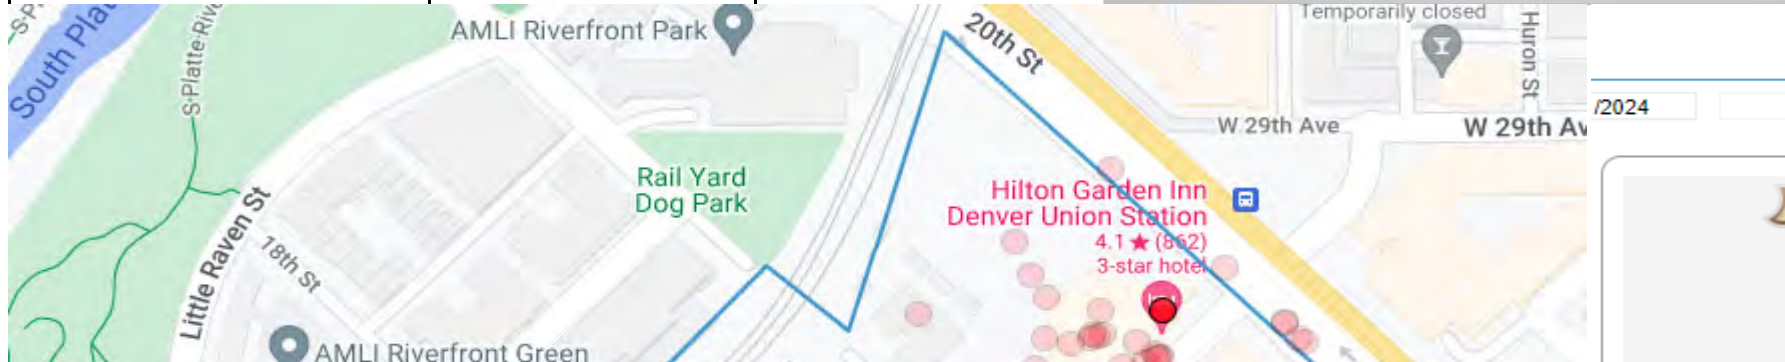 South Pla
S-Platte-Rive
AMLI Riverfront Park
20th St
Temporarily closed
Huron St
/2024
W 29th Ave
W 29th Av
Rail Yard
Dog Park
Hilton Garden Inn
Denver Union Station
4.1 ★ (862)
3-star hotel
Little Raven St
18th St
AMLI Riverfront Green